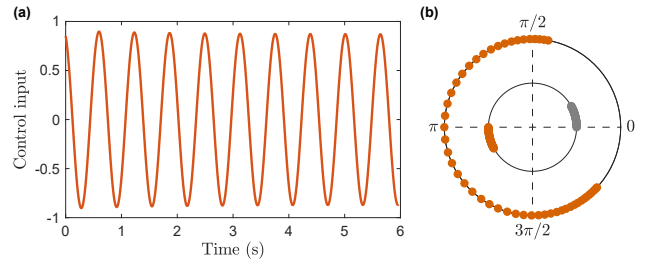 (a)
1
0.5
0
-0.5
-1
Control input
0 1 2 3 4 5 6
Time (s)
(b)
π/2
π 0
3π/2